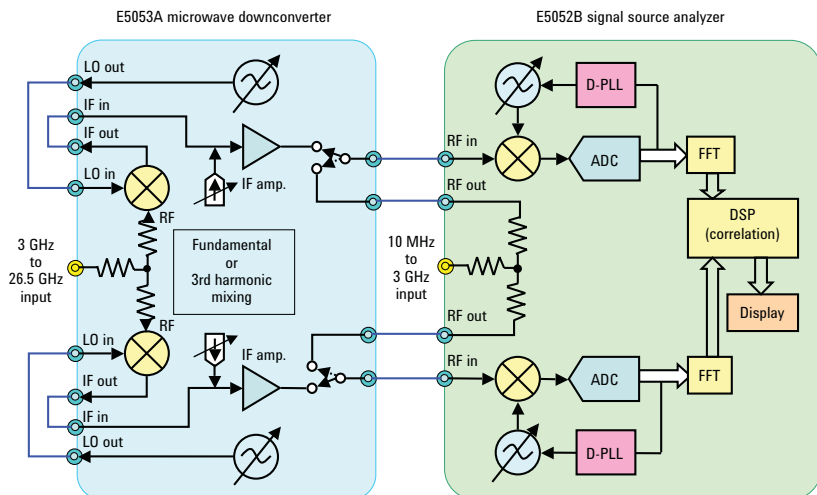 E5053A microwave downconverter
E5052B signal source analyzer
LO out
IF in
IF out
LO in
RF
IF amp.
3 GHz
to
26.5 GHz
input
Fundamental
or
3rd harmonic
mixing
RF
LO in
IF out
IF in
LO out
IF amp.
RF in
RF out
10 MHz
to
3 GHz
input
RF out
RF in
D-PLL
ADC
FFT
DSP
(correlation)
Display
ADC
FFT
D-PLL